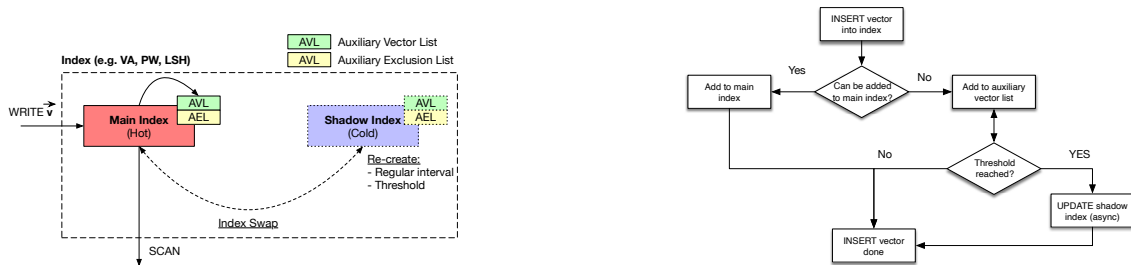 AVL Auxiliary Vector List
AVL Auxiliary Exclusion List
Index (e.g. VA, PW, LSH)
WRITE v
AVL
AEL
Main Index
(Hot)
AVL
AEL
Shadow Index
(Cold)
Re-create:
- Regular interval
- Threshold
Index Swap
SCAN
INSERT vector
into index
Yes
Can be added
to main index?
No
Add to main
index
Add to auxiliary
vector list
No
Threshold
reached?
YES
UPDATE shadow
index (async)
INSERT vector
done